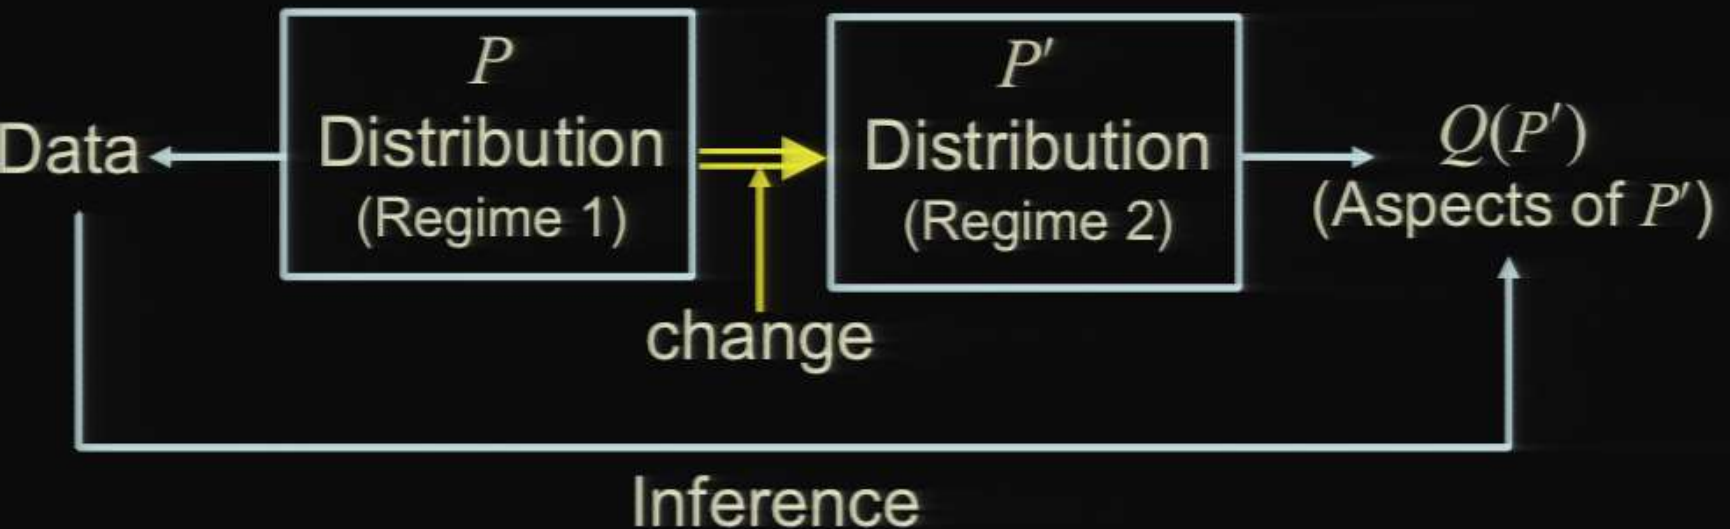 Data
P
Distribution
(Regime 1)
change
P′
Distribution
(Regime 2)
Q(P′)
(Aspects of P′)
Inference